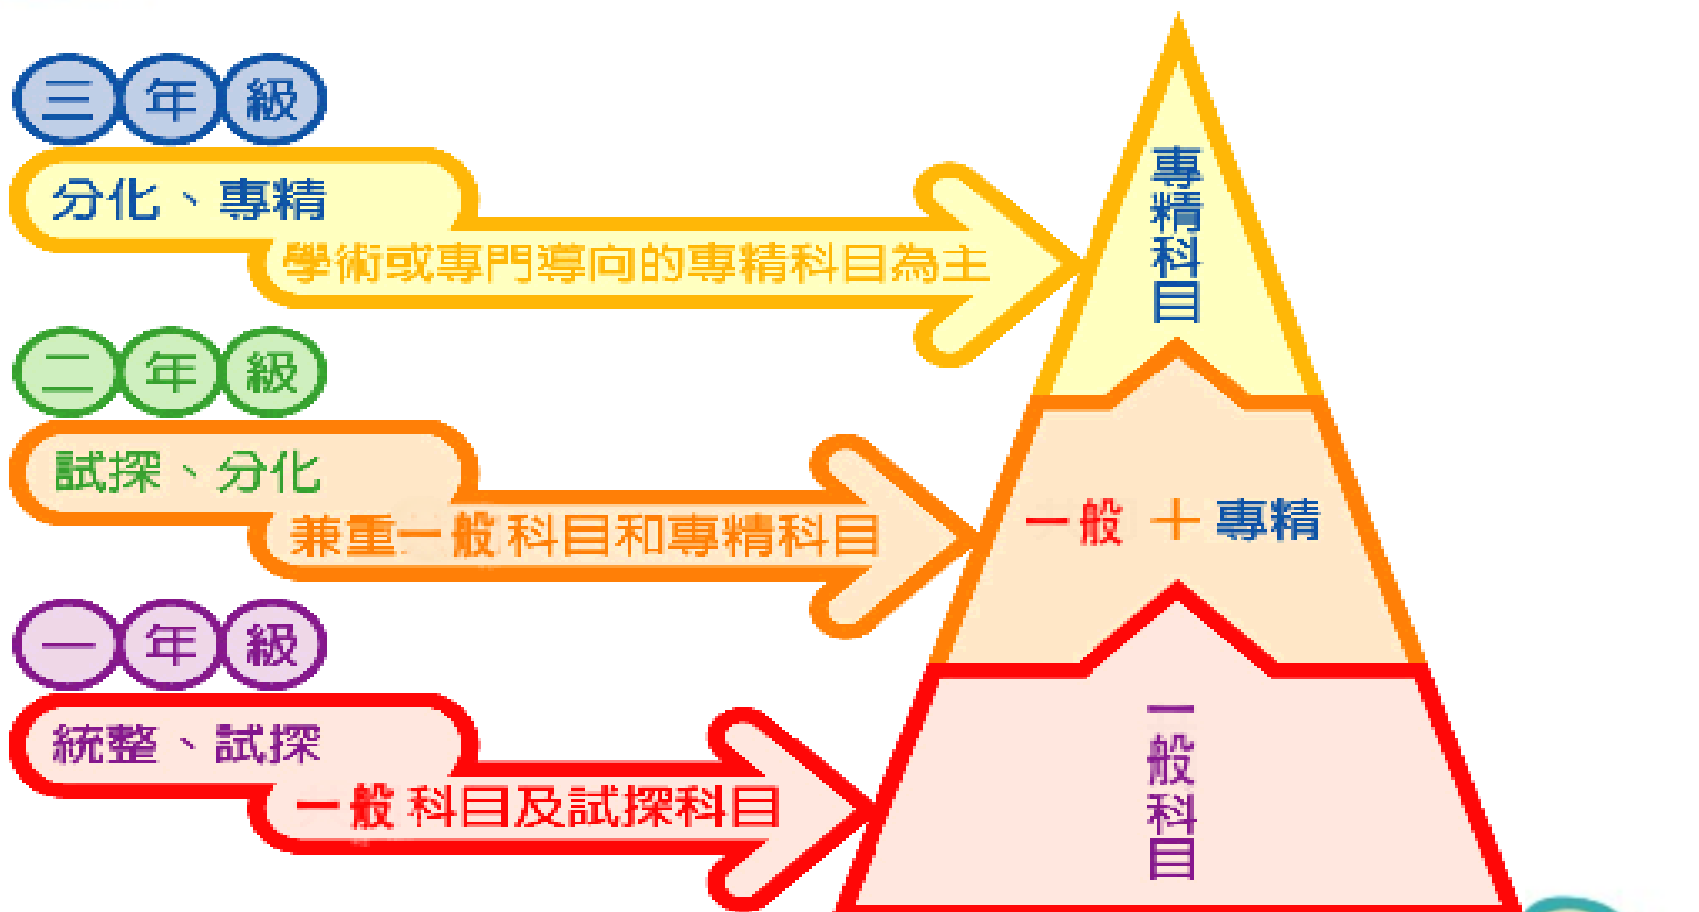 三年級
分化、專精
學術或專門導向的專精科目為主
專精科目
二年級
試探、分化
兼重一般科目和專精科目
一般＋專精
一年級
統整、試探
一般科目及試探科目
一般科目